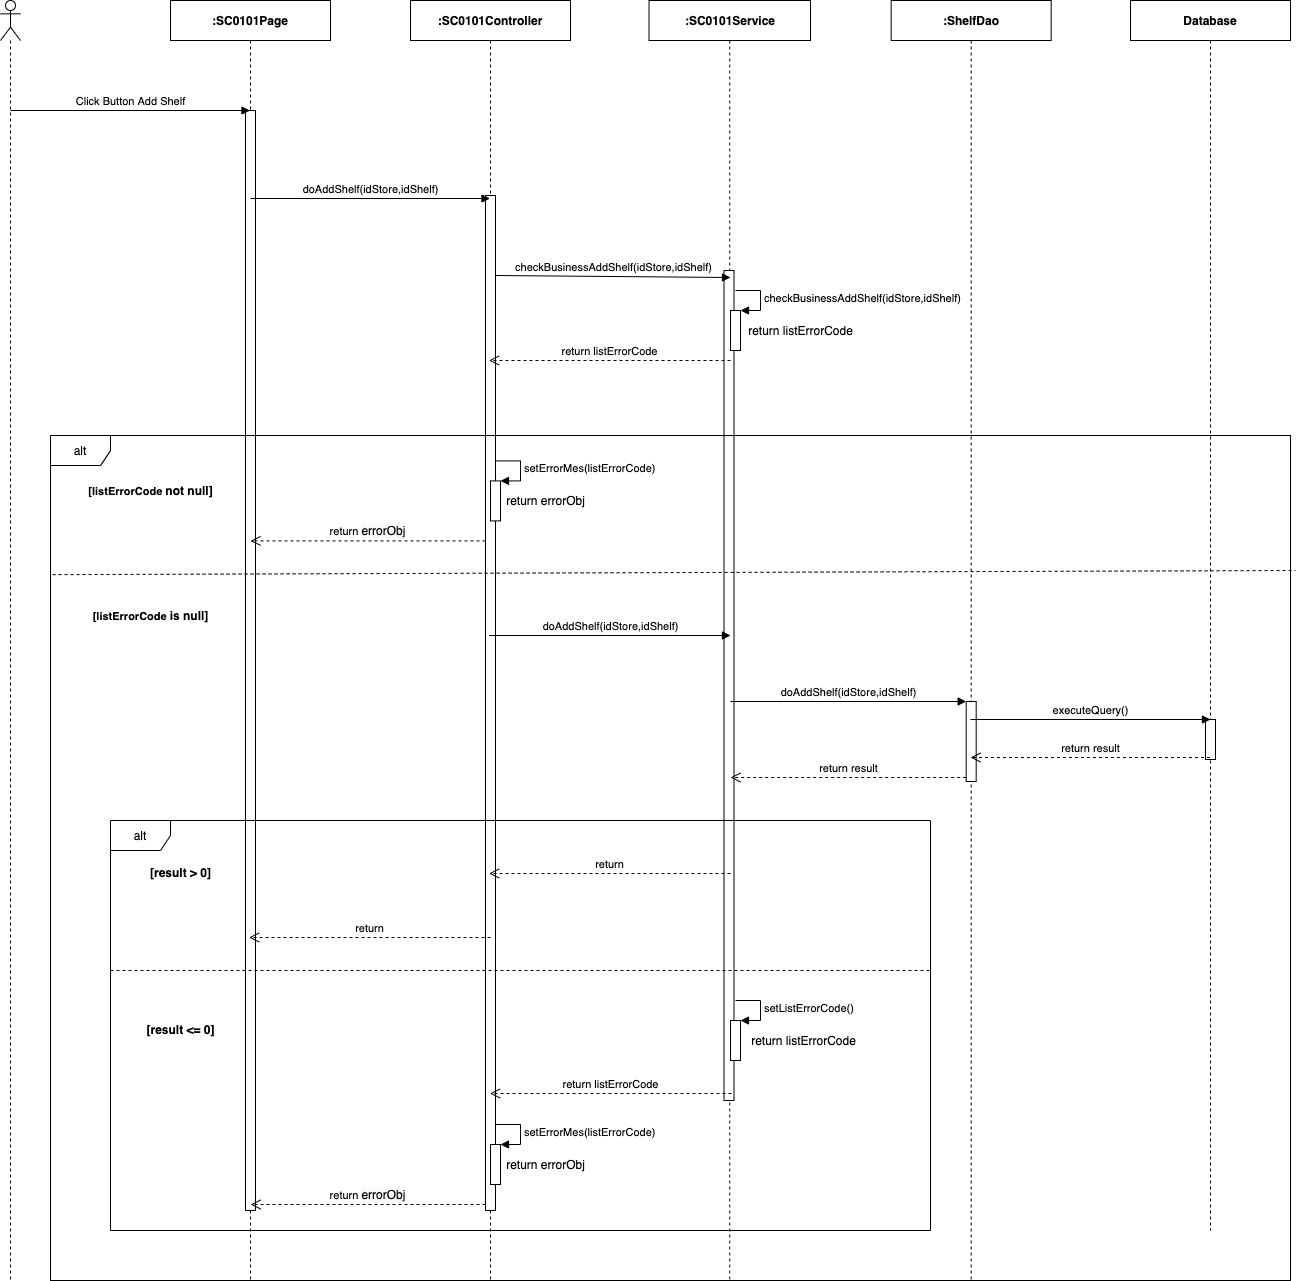 :SC0101Page
:SC0101Controller
:SC0101Service
:ShelfDao
Database
Click Button Add Shelf
doAddShelf(idStore,idShelf)
checkBusinessAddShelf(idStore,idShelf)
checkBusinessAddShelf(idStore,idShelf)
return listErrorCode
return listErrorCode
alt
setErrorMes(listErrorCode)
[listErrorCode not null]
return errorObj
return errorObj
[listErrorCode is null]
doAddShelf(idStore,idShelf)
doAddShelf(idStore,idShelf)
executeQuery()
return result
return result
alt
return
[result > 0]
return
setListErrorCode()
[result <= 0]
return listErrorCode
return listErrorCode
setErrorMes(listErrorCode)
return errorObj
return errorObj